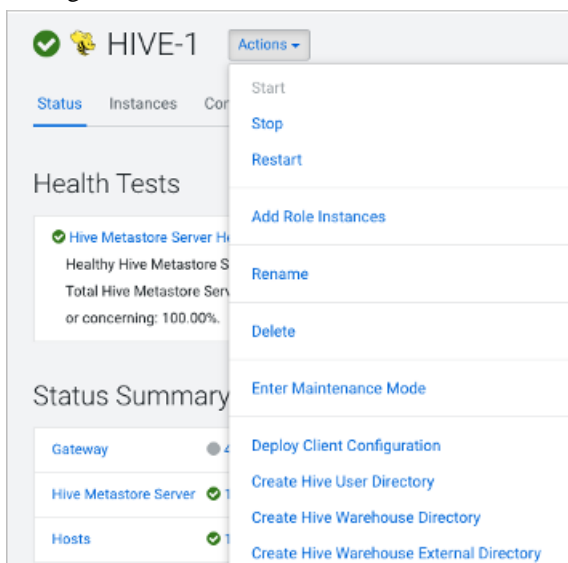 HIVE-1
Actions
Status Instances
Start
Stop
Restart
Add Role Instances
Rename
Delete
Enter Maintenance Mode
Deploy Client Configuration
Create Hive User Directory
Create Hive Warehouse Directory
Create Hive Warehouse External Directory
Health Tests
Hive Metastore Server
Healthy Hive Metastore
Total Hive Metastore
or concerning: 100.00%.
Status Summary
Gateway
Hive Metastore Server 1
Hosts 1